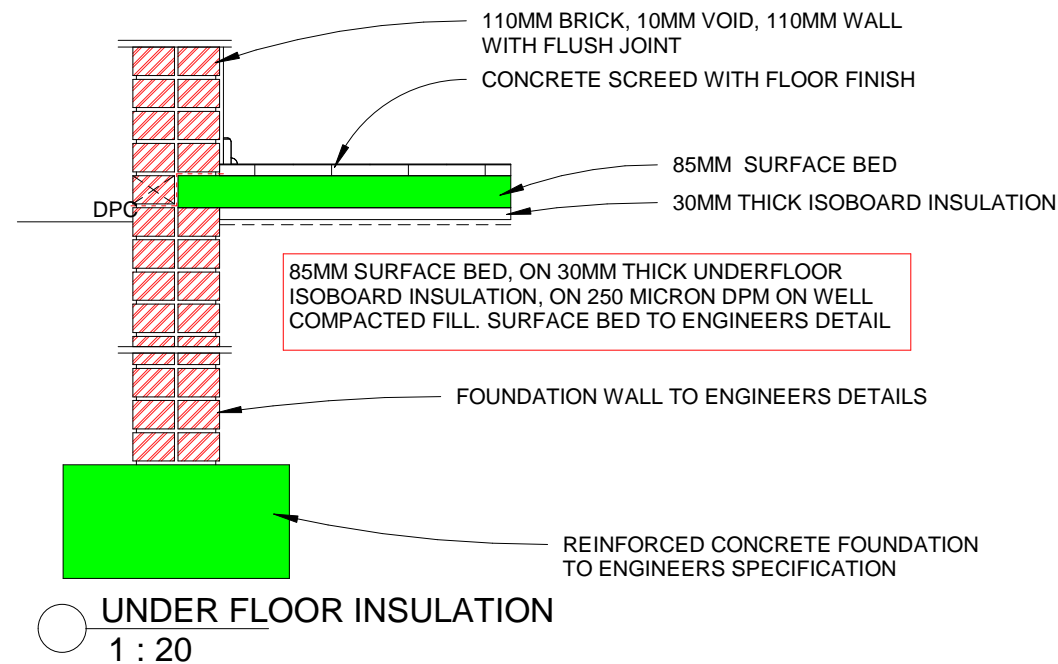 110MM BRICK, 10MM VOID, 110MM WALL
WITH FLUSH JOINT
CONCRETE SCREED WITH FLOOR FINISH
85MM SURFACE BED
30MM THICK ISOBOARD INSULATION
DPC
85MM SURFACE BED, ON 30MM THICK UNDERFLOOR
ISOBOARD INSULATION, ON 250 MICRON DPM ON WELL
COMPACTED FILL. SURFACE BED TO ENGINEERS DETAIL
FOUNDATION WALL TO ENGINEERS DETAILS
REINFORCED CONCRETE FOUNDATION
TO ENGINEERS SPECIFICATION
UNDER FLOOR INSULATION
1 : 20